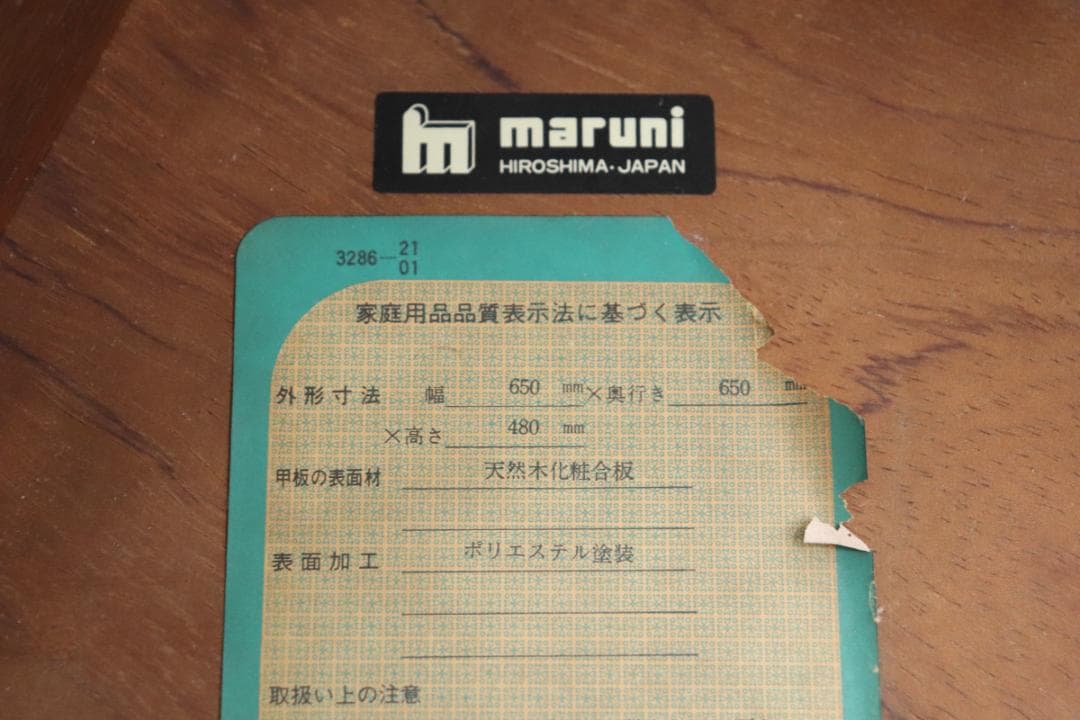 maruni
HIROSHIMA・JAPAN
3286—21
01
家庭用品品質表示法に基づく表示
外形寸法 幅 650 mm×奥行き 650 mm
×高さ 480 mm
甲板の表面材 天然木化粧合板
表面加工 ポリエステル塗装
取扱い上の注意